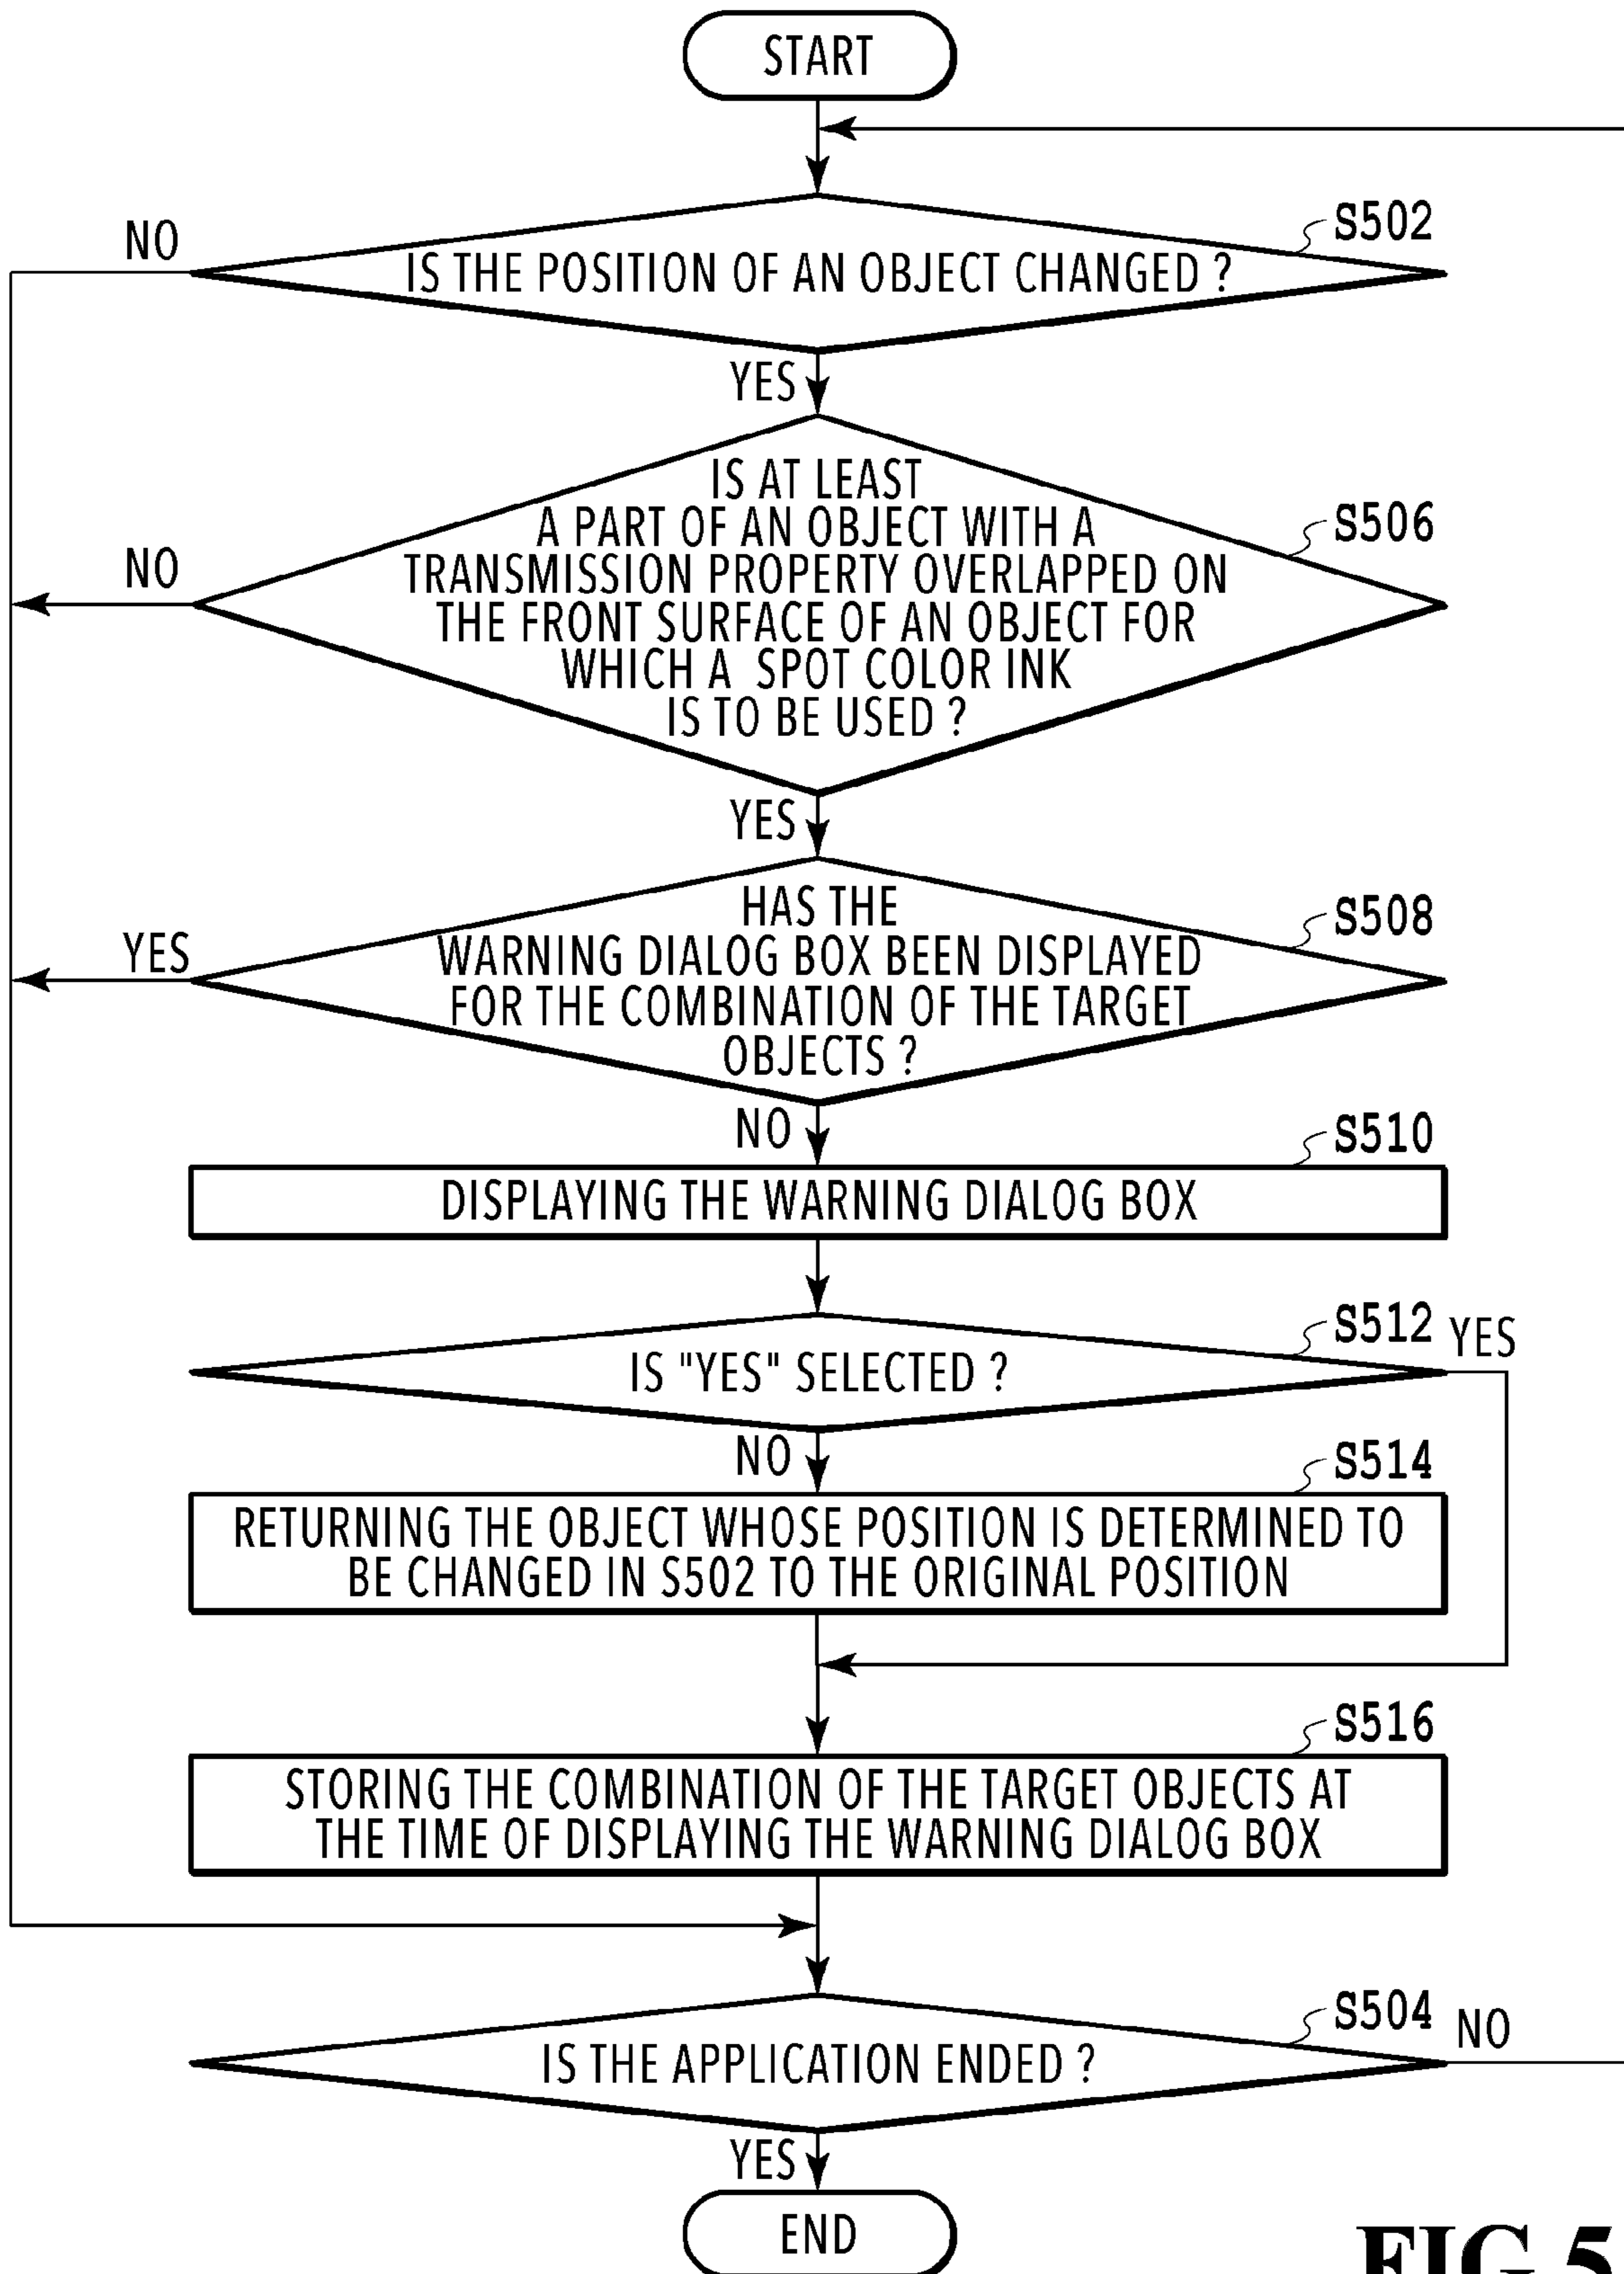 START
S502
NO
IS THE POSITION OF AN OBJECT CHANGED ?
YES
IS AT LEAST
A PART OF AN OBJECT WITH A
TRANSMISSION PROPERTY OVERLAPPED ON
THE FRONT SURFACE OF AN OBJECT FOR
WHICH A SPOT COLOR INK
IS TO BE USED ?
S506
NO
YES
HAS THE
WARNING DIALOG BOX BEEN DISPLAYED
FOR THE COMBINATION OF THE TARGET
OBJECTS ?
S508
YES
NO
S510
DISPLAYING THE WARNING DIALOG BOX
S512
YES
IS "YES" SELECTED ?
NO
S514
RETURNING THE OBJECT WHOSE POSITION IS DETERMINED TO
BE CHANGED IN S502 TO THE ORIGINAL POSITION
S516
STORING THE COMBINATION OF THE TARGET OBJECTS AT
THE TIME OF DISPLAYING THE WARNING DIALOG BOX
S504
NO
IS THE APPLICATION ENDED ?
YES
END
FIG.5